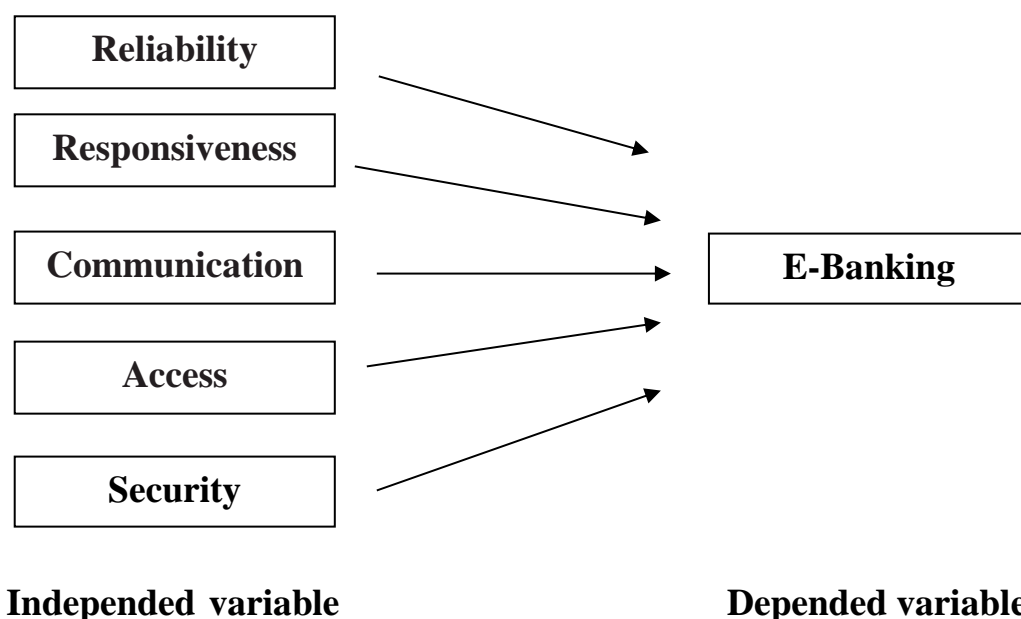 Reliability
Responsiveness
Communication
E-Banking
Access
Security
Independed variable
Depended variable